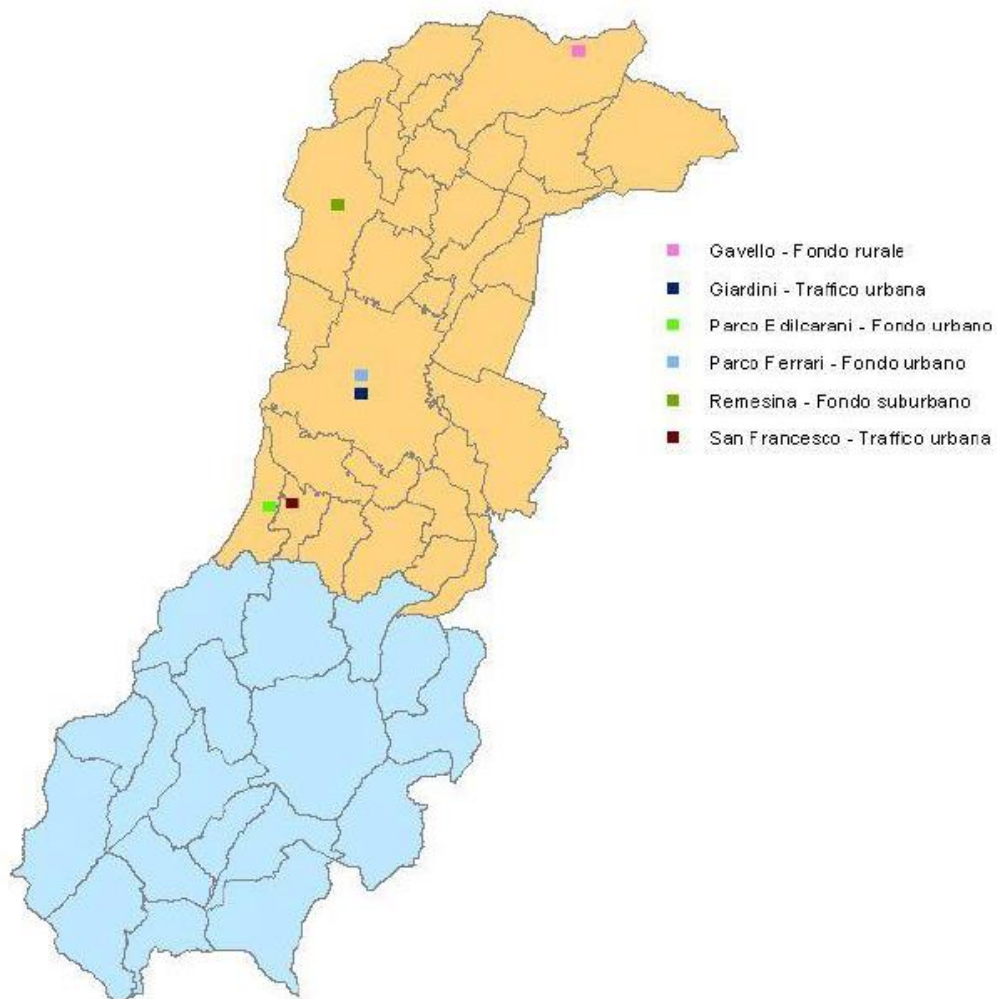 Gavello - Fondo rurale
Giardini - Traffico urbana
Parco Edilcarani - Fondo urbano
Parco Ferrari - Fondo urbano
Remesina - Fondo suburbano
San Francesco - Traffico urbana